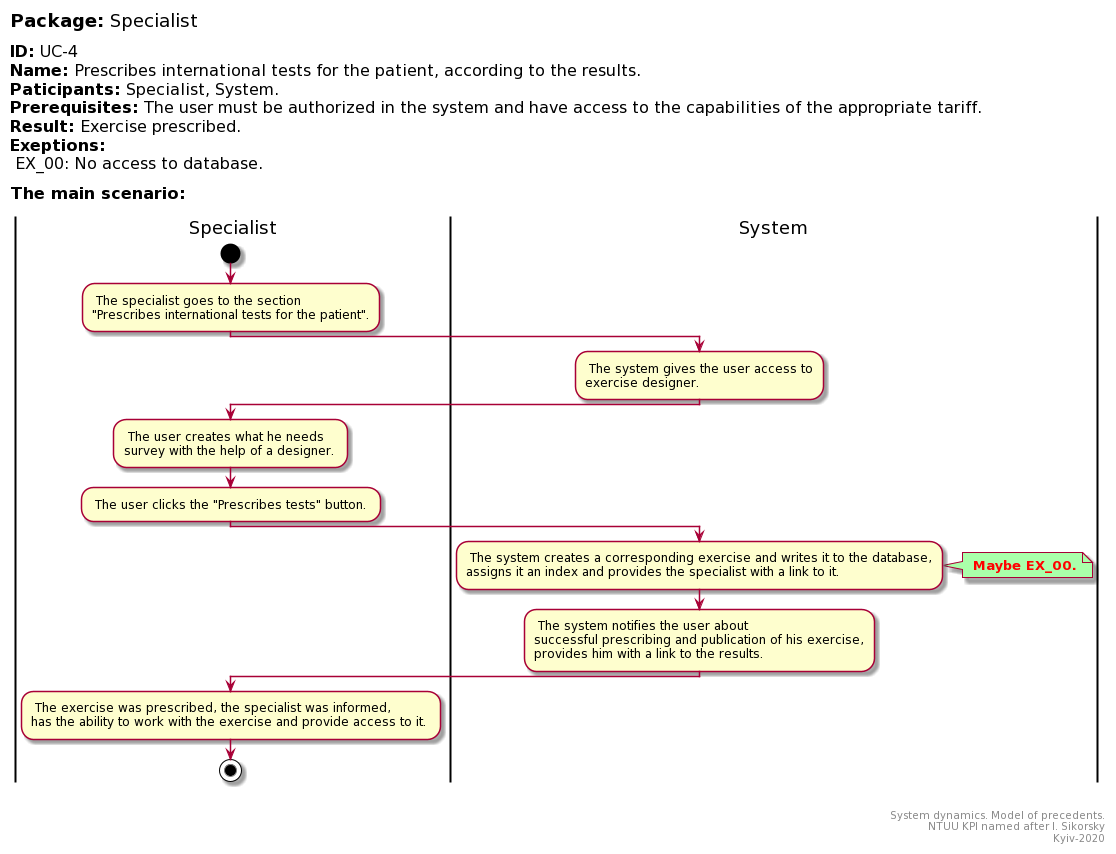 Package: Specialist
ID: UC-4
Name: Prescribes international tests for the patient, according to the results.
Paticipants: Specialist, System.
Prerequisites: The user must be authorized in the system and have access to the capabilities of the appropriate tariff.
Result: Exercise prescribed.
Exeptions:
EX_00: No access to database.
The main scenario:
Specialist
System
The specialist goes to the section
"Prescribes international tests for the patient".
The system gives the user access to
exercise designer.
The user creates what he needs
survey with the help of a designer.
The user clicks the "Prescribes tests" button.
The system creates a corresponding exercise and writes it to the database,
assigns it an index and provides the specialist with a link to it.
Maybe EX_00.
The system notifies the user about
successful prescribing and publication of his exercise,
provides him with a link to the results.
The exercise was prescribed, the specialist was informed,
has the ability to work with the exercise and provide access to it.
System dynamics. Model of precedents.
NTUU KPI named after I. Sikorsky
Kyiv-2020